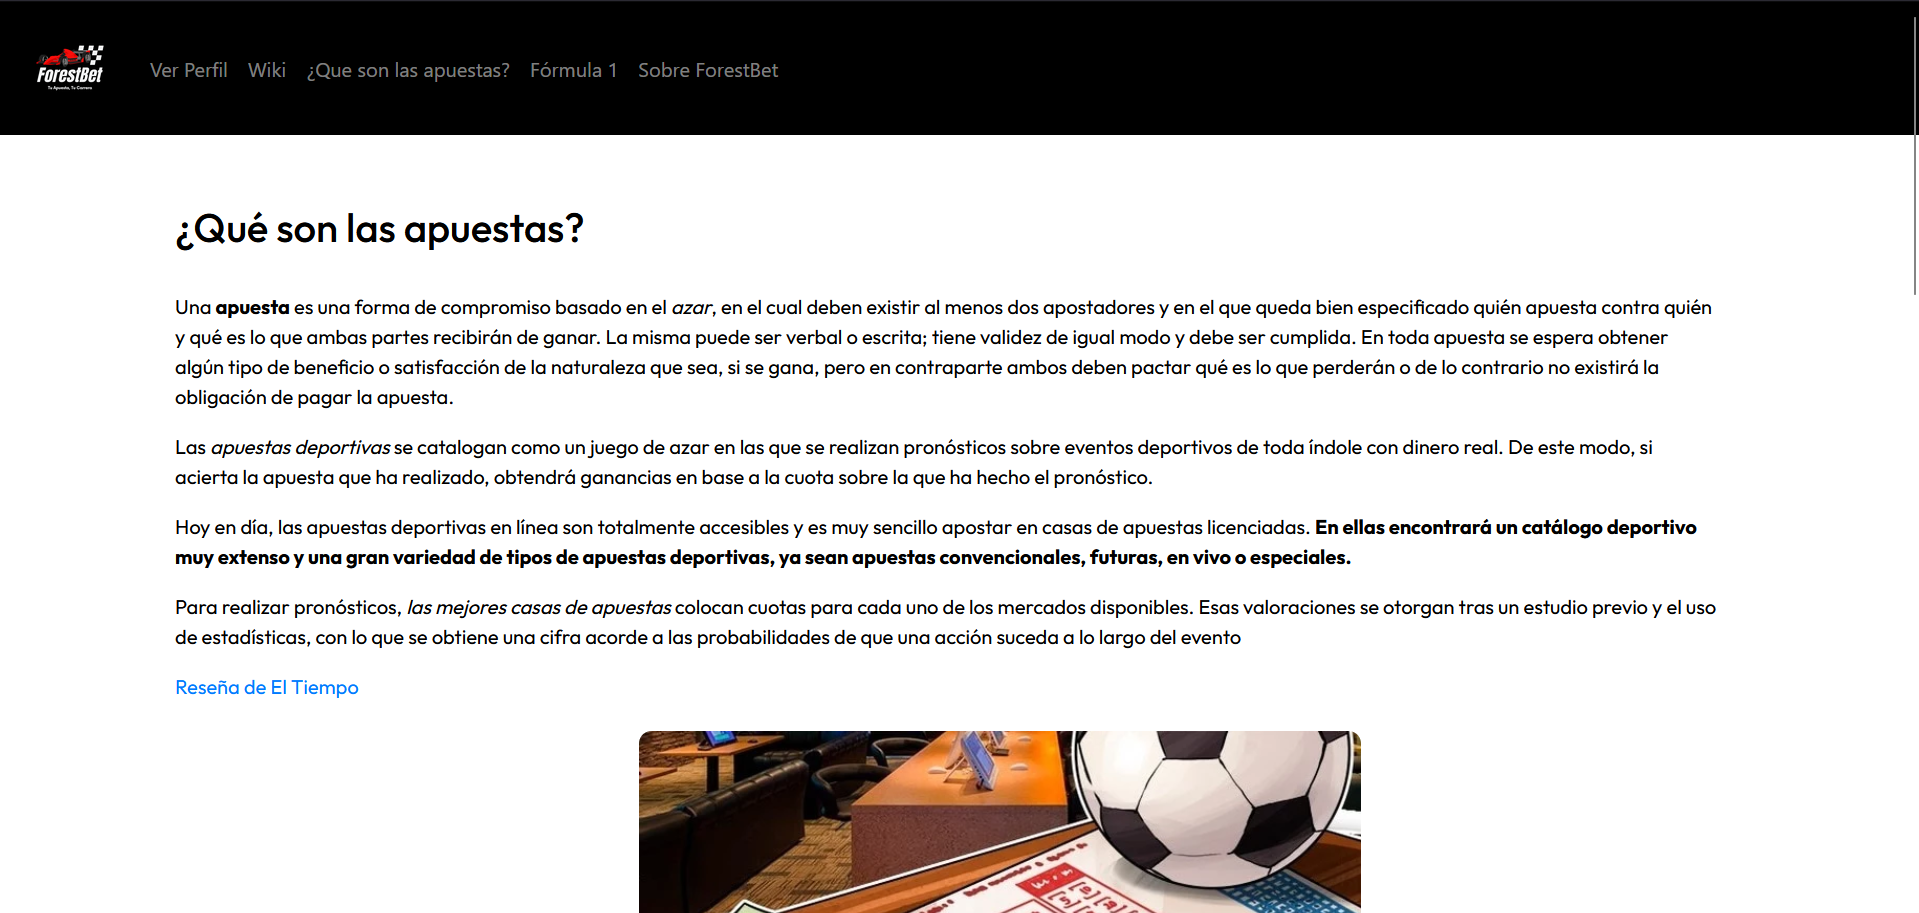 ForestBet
Tu Apuesta, Tu Carrera
Ver Perfil Wiki ¿Que son las apuestas? Fórmula 1 Sobre ForestBet
¿Qué son las apuestas?
Una apuesta es una forma de compromiso basado en el azar, en el cual deben existir al menos dos apostadores y en el que queda bien especificado quién apuesta contra quién
y qué es lo que ambas partes recibirán de ganar. La misma puede ser verbal o escrita; tiene validez de igual modo y debe ser cumplida. En toda apuesta se espera obtener
algún tipo de beneficio o satisfacción de la naturaleza que sea, si se gana, pero en contraparte ambos deben pactar qué es lo que perderán o de lo contrario no existirá la
obligación de pagar la apuesta.
Las apuestas deportivas se catalogan como un juego de azar en las que se realizan pronósticos sobre eventos deportivos de toda índole con dinero real. De este modo, si
acierta la apuesta que ha realizado, obtendrá ganancias en base a la cuota sobre la que ha hecho el pronóstico.
Hoy en día, las apuestas deportivas en línea son totalmente accesibles y es muy sencillo apostar en casas de apuestas licenciadas. En ellas encontrará un catálogo deportivo
muy extenso y una gran variedad de tipos de apuestas deportivas, ya sean apuestas convencionales, futuras, en vivo o especiales.
Para realizar pronósticos, las mejores casas de apuestas colocan cuotas para cada uno de los mercados disponibles. Esas valoraciones se otorgan tras un estudio previo y el uso
de estadísticas, con lo que se obtiene una cifra acorde a las probabilidades de que una acción suceda a lo largo del evento
Reseña de El Tiempo